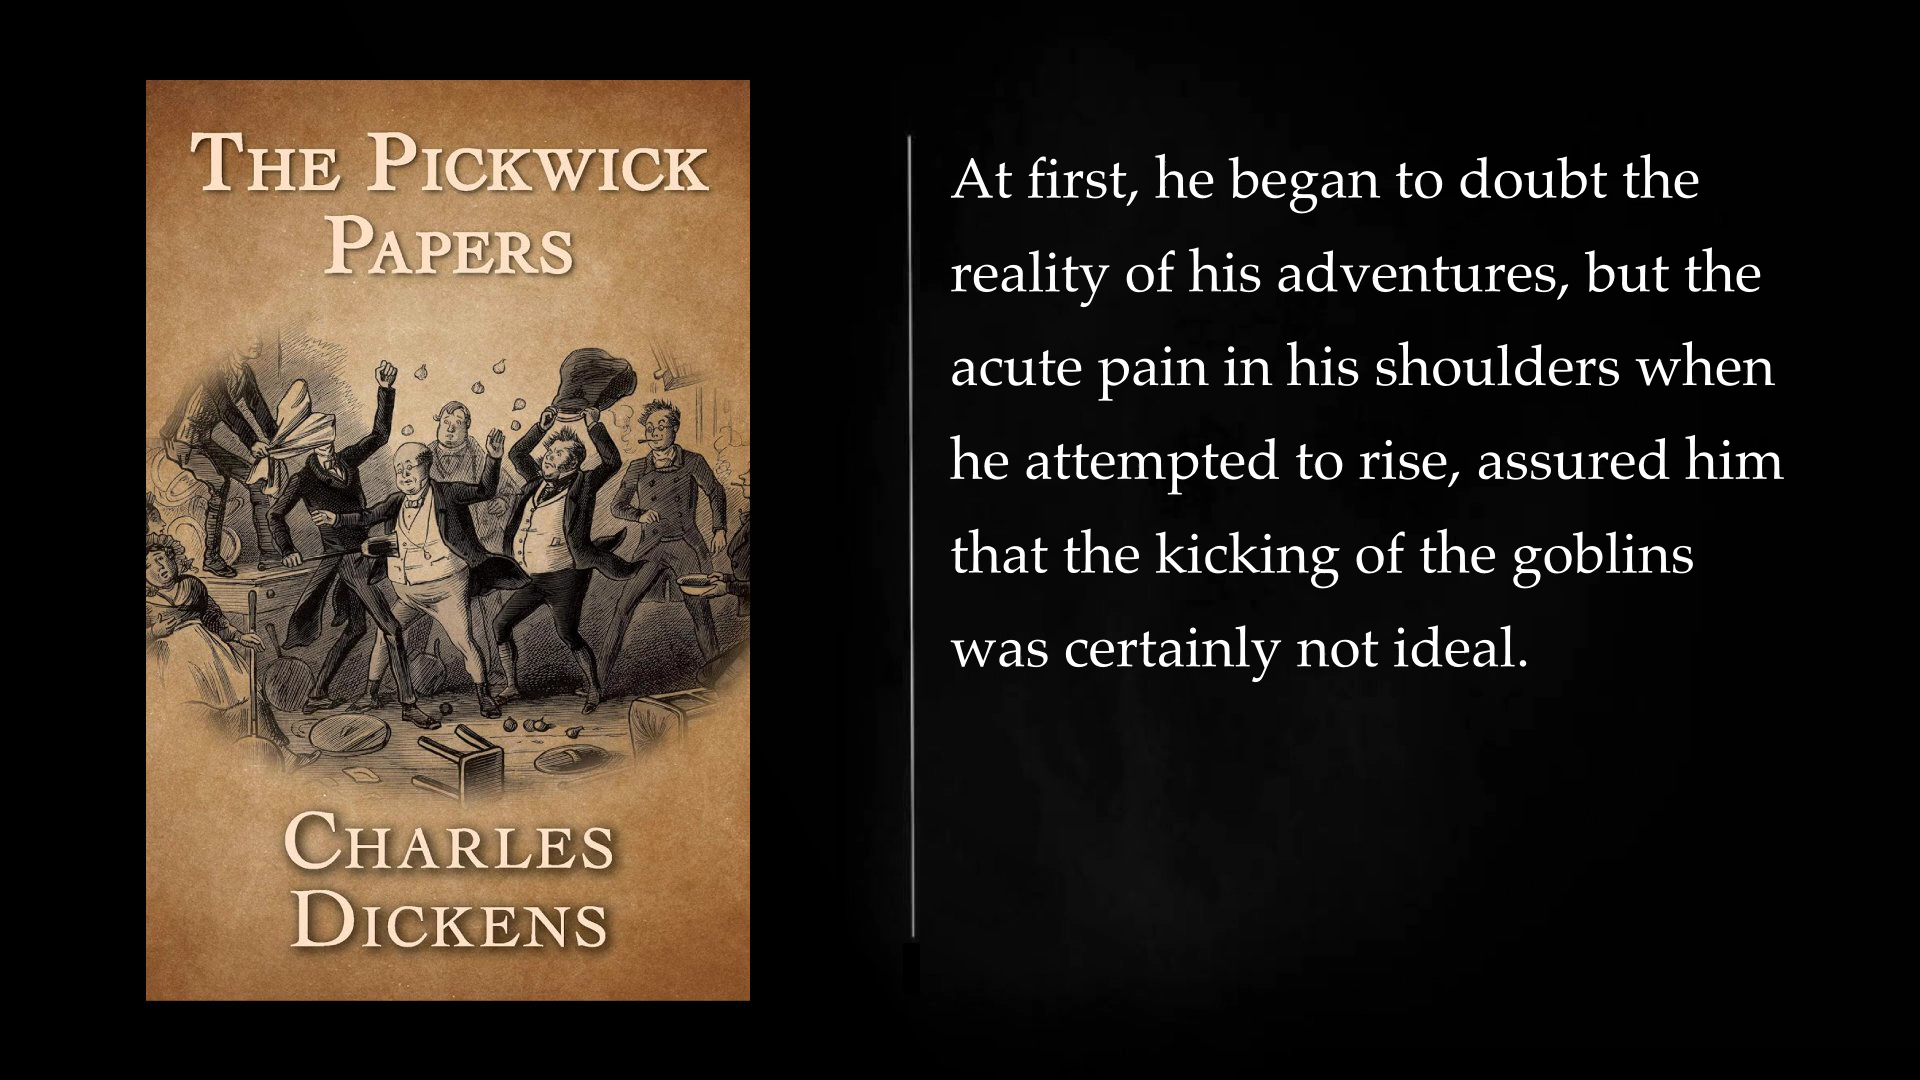 THE PICKWICK
PAPERS
CHARLES
DICKENS
At first, he began to doubt the
reality of his adventures, but the
acute pain in his shoulders when
he attempted to rise, assured him
that the kicking of the goblins
was certainly not ideal.